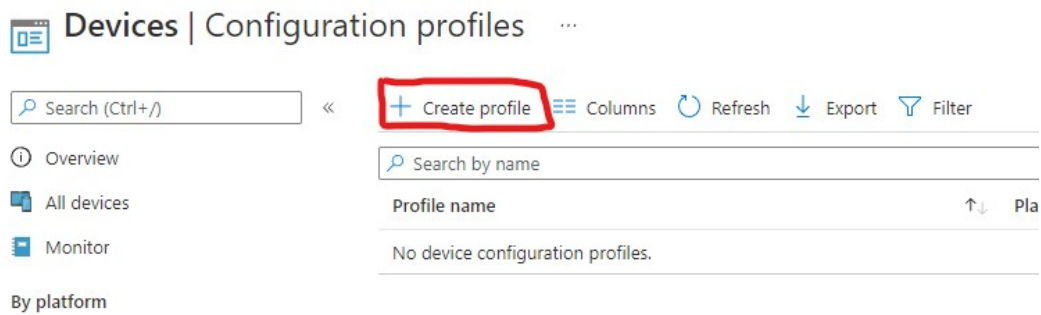 Devices | Configuration profiles ...
Search (Ctrl+/)
«
Create profile
Columns
Refresh
Export
Filter
Overview
All devices
Monitor
By platform
Search by name
Profile name
Pla
No device configuration profiles.